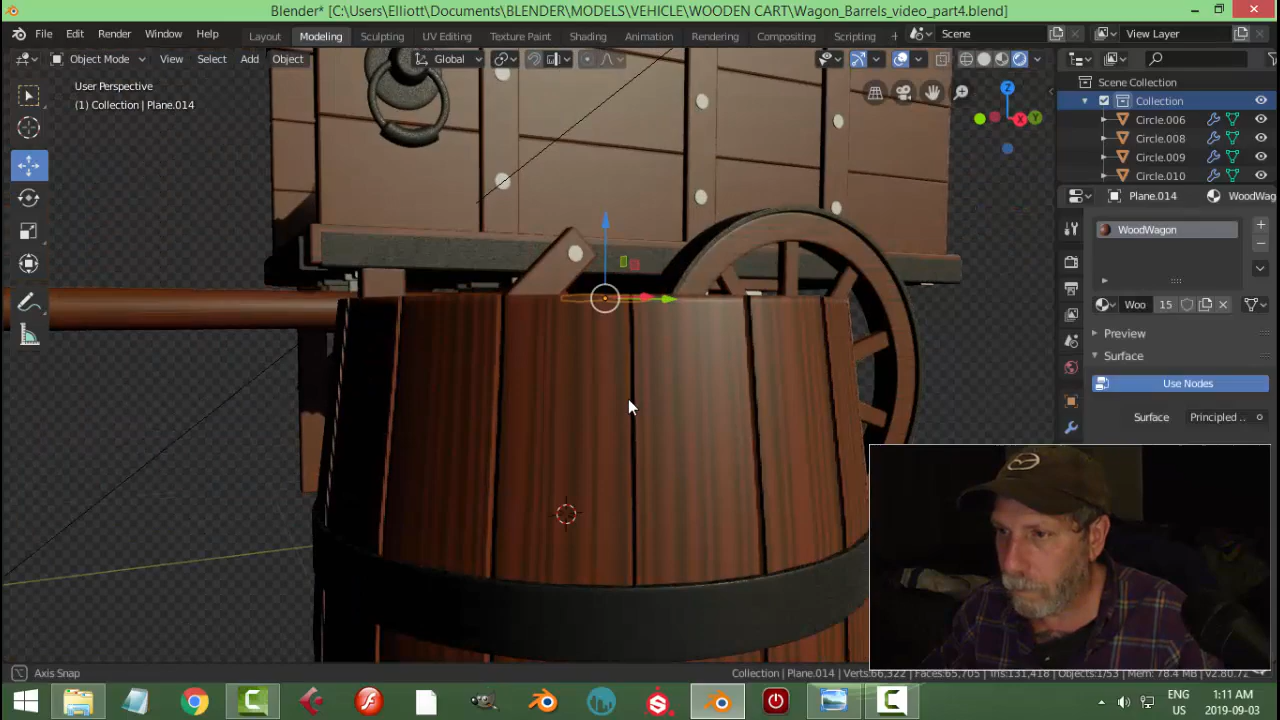 Blender* [C:\Users\Elliott\Documents\BLENDER\MODELS\VEHICLE\WOODEN CART\Wagon_Barrels_video_part4.blend]
File Edit Render Window Help Layout Modeling Sculpting UV Editing Texture Paint Shading Animation Rendering Compositing Scripting + Scene View Layer
Object Mode View Select Add Object Global
User Perspective
(1) Collection | Plane.014
Z
X
Y
Scene Collection
Collection
Circle.006
Circle.008
Circle.009
Circle.010
Plane.014 WoodWag
WoodWagon
Woo 15
Preview
Surface
Use Nodes
Surface Principled ..
Axis Snap
Collection | Plane.014 | Verts:66,322 | Faces:65,705 | Tris:131,418 | Objects:1/53 | Mem: 78.4 MB | v2.80.72
ENG
US
1:11 AM
2019-09-03